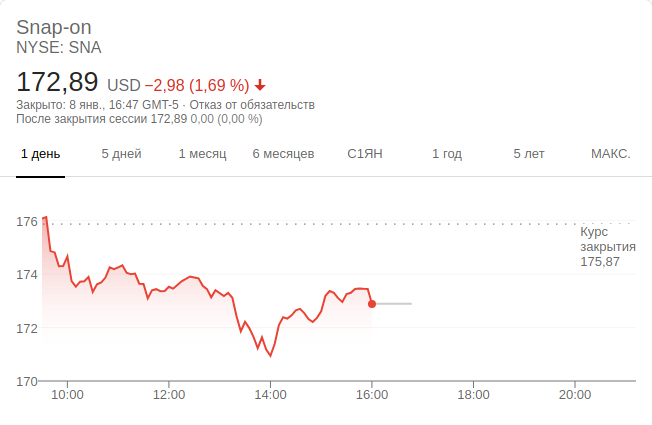 Snap-on
NYSE: SNA
172,89 USD −2,98 (1,69 %)
Закрыто: 8 янв., 16:47 GMT-5 · Отказ от обязательств
После закрытия сессии 172,89 0,00 (0,00 %)
1 день 5 дней 1 месяц 6 месяцев С1ЯН 1 год 5 лет МАКС.
176
Курс
закрытия
175,87
174
172
170
10:00 12:00 14:00 16:00 18:00 20:00